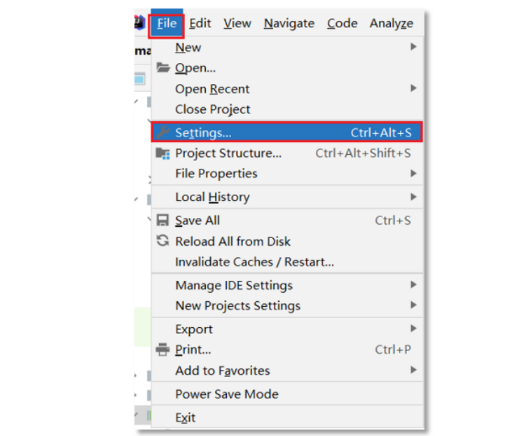 File Edit View Navigate Code Analyze
ma
New
Open...
Open Recent
Close Project
Settings... Ctrl+Alt+S
Project Structure... Ctrl+Alt+Shift+S
File Properties
Local History
Save All Ctrl+S
Reload All from Disk
Invalidate Caches / Restart...
Manage IDE Settings
New Projects Settings
Export
Print... Ctrl+P
Add to Favorites
Power Save Mode
Exit